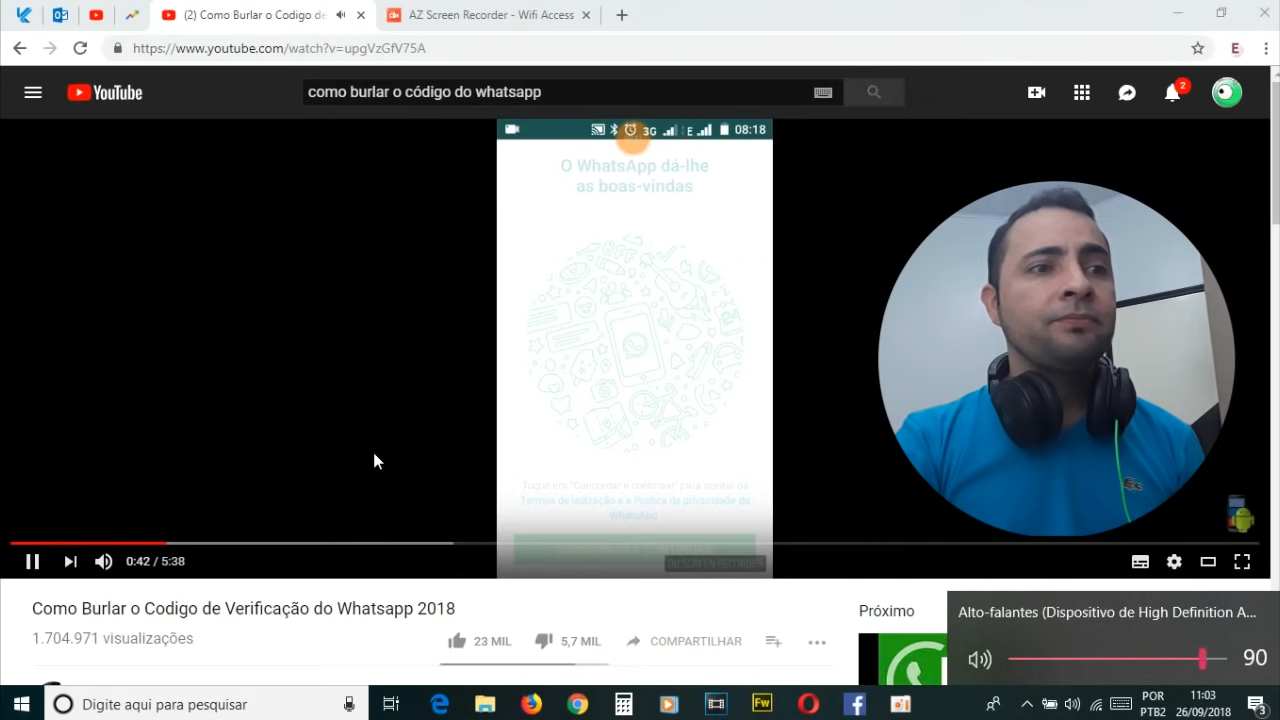 (2) Como Burlar o Codigo de
AZ Screen Recorder - Wifi Access
https://www.youtube.com/watch?v=upgVzGfV75A
E
YouTube
como burlar o código do whatsapp
2
3G
E
08:18
O WhatsApp dá-lhe
as boas-vindas
Toque em "Concordar e continuar" para aceitar os
Termos de utilização e a Política de privacidade do
WhatsApp
DU SCREEN RECORDER
0:42 / 5:38
Como Burlar o Codigo de Verificação do Whatsapp 2018
1.704.971 visualizações
23 MIL
5,7 MIL
COMPARTILHAR
Próximo
Alto-falantes (Dispositivo de High Definition A...
90
Digite aqui para pesquisar
Fw
POR
PTB2
11:03
26/09/2018
3